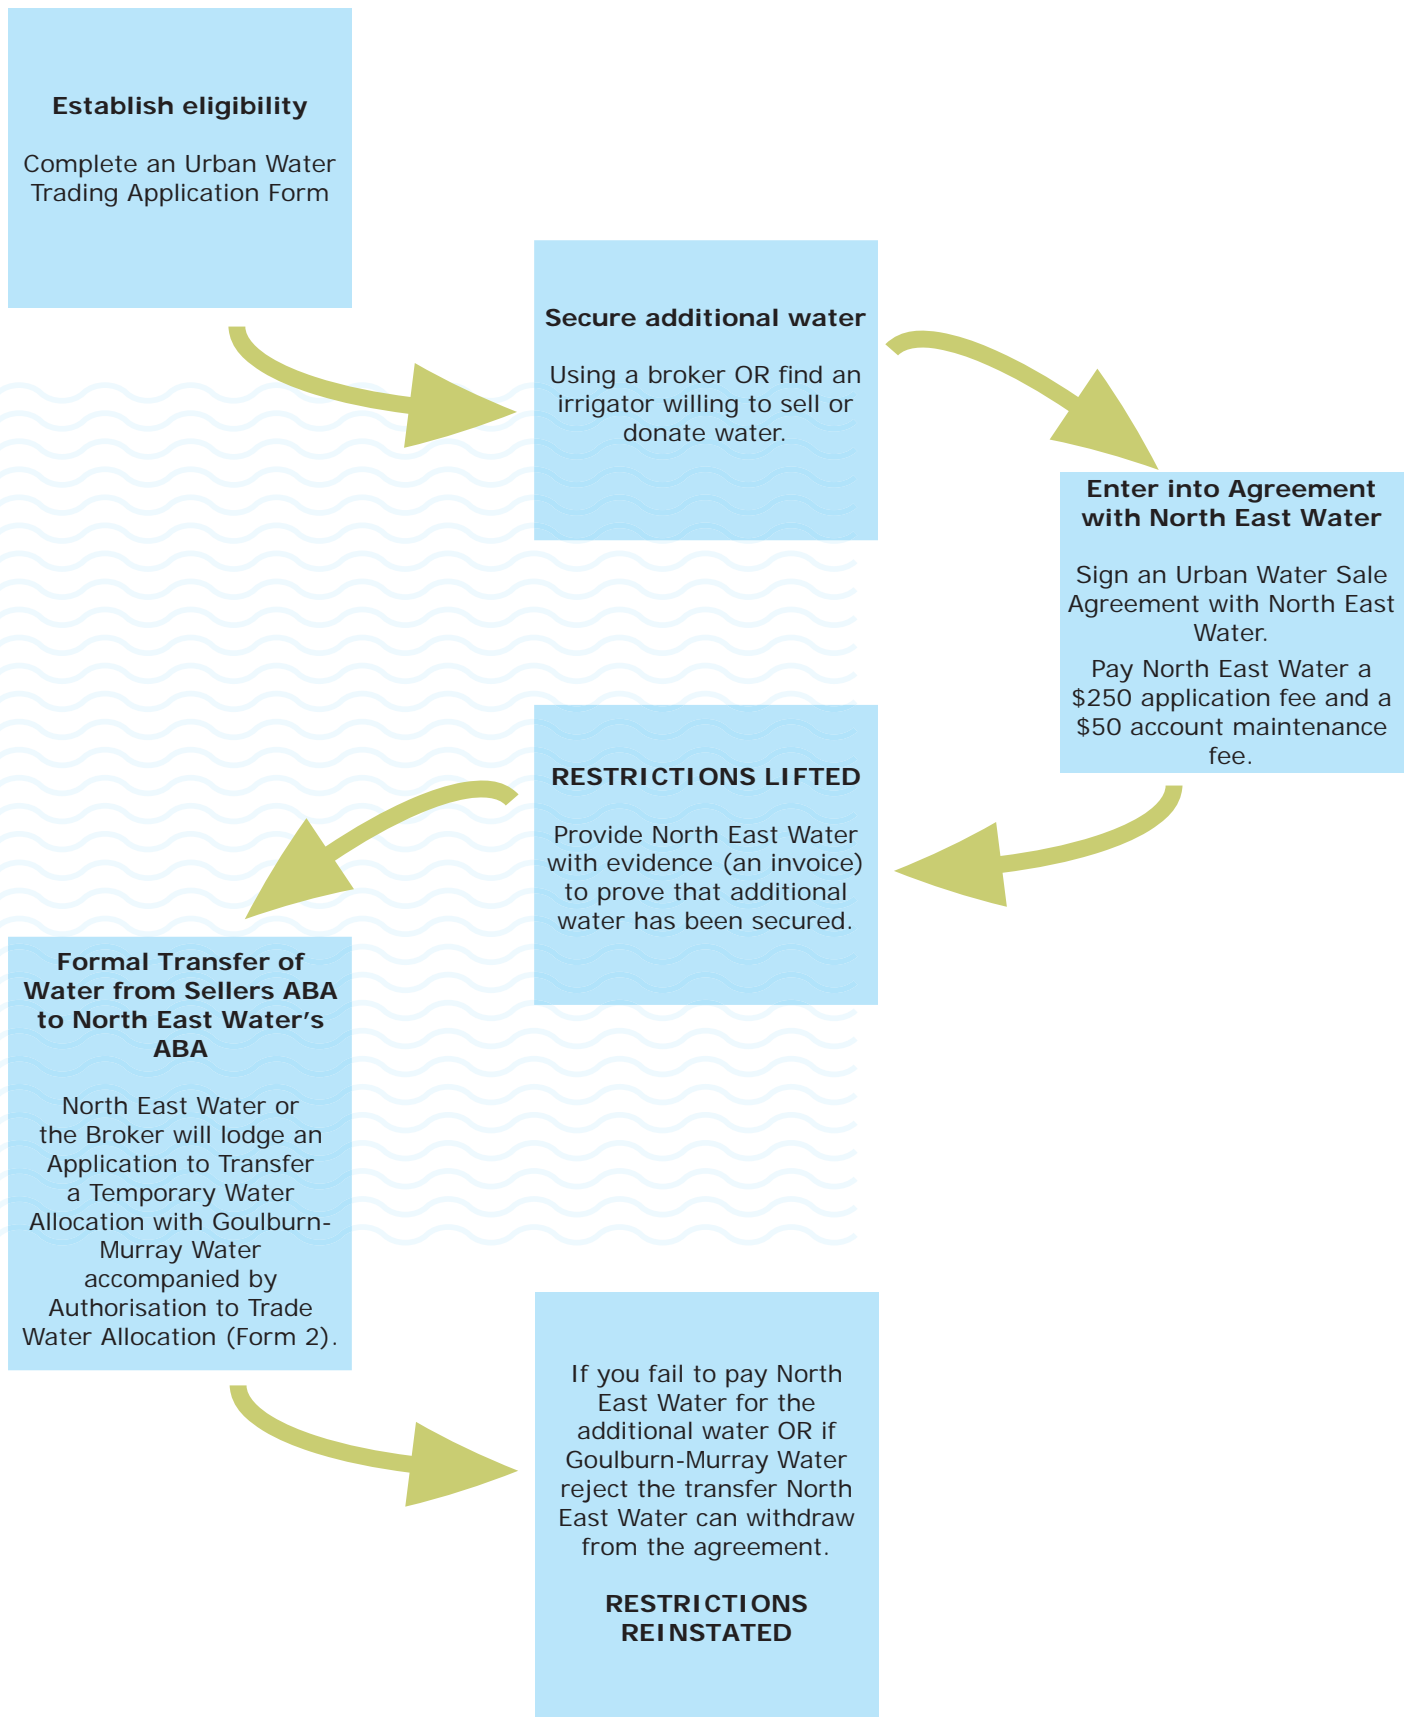 Establish eligibility
Complete an Urban Water
Trading Application Form
Secure additional water
Using a broker OR find an
irrigator willing to sell or
donate water.
Enter into Agreement
with North East Water
Sign an Urban Water Sale
Agreement with North East
Water.
Pay North East Water a
$250 application fee and a
$50 account maintenance
fee.
RESTRICTIONS LIFTED
Provide North East Water
with evidence (an invoice)
to prove that additional
water has been secured.
Formal Transfer of
Water from Sellers ABA
to North East Water’s
ABA
North East Water or
the Broker will lodge an
Application to Transfer
a Temporary Water
Allocation with Goulburn-
Murray Water
accompanied by
Authorisation to Trade
Water Allocation (Form 2).
If you fail to pay North
East Water for the
additional water OR if
Goulburn-Murray Water
reject the transfer North
East Water can withdraw
from the agreement.
RESTRICTIONS
REINSTATED